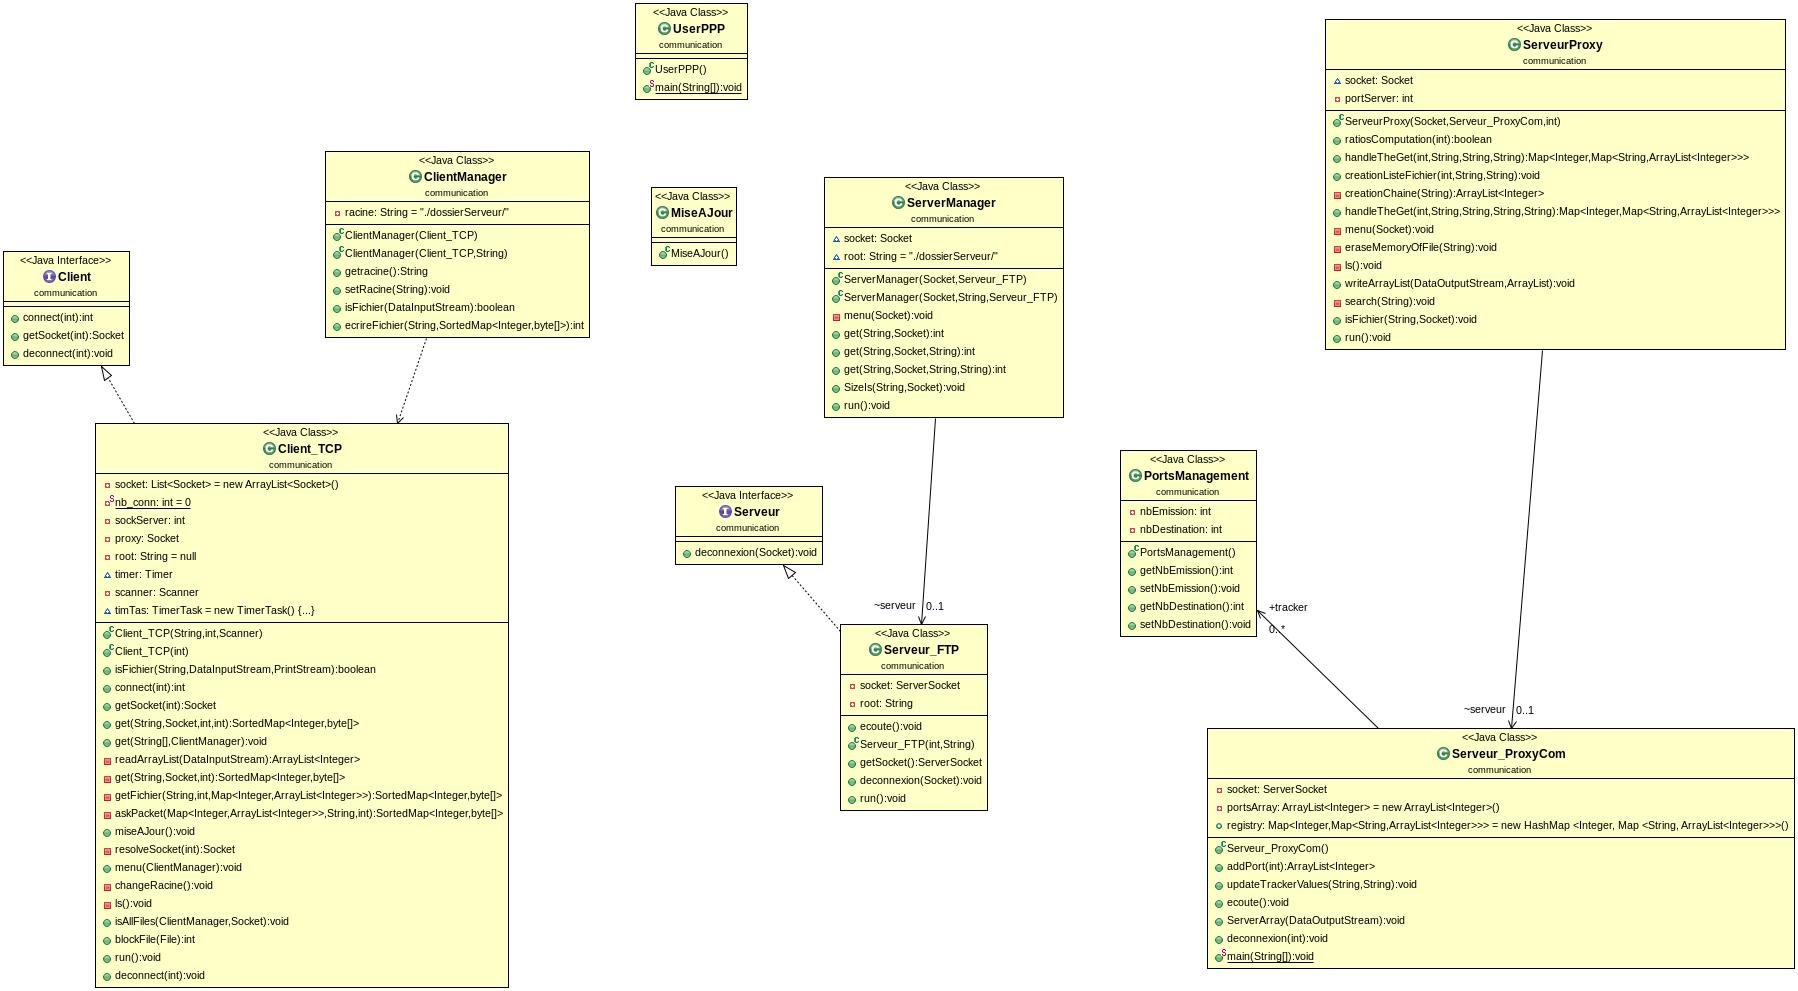 <<Java Class>>
UserPPP
communication
UserPPP()
main(String[]):void
<<Java Class>>
ServeurProxy
communication
socket: Socket
portServer: int
ServeurProxy(Socket,Serveur_ProxyCom,int)
ratiosComputation(int):boolean
handleTheGet(int,String,String,String):Map<Integer,Map<String,ArrayList<Integer>>>
creationListeFichier(int,String,String):void
creationChaine(String):ArrayList<Integer>
handleTheGet(int,String,String,String,String):Map<Integer,Map<String,ArrayList<Integer>>>
menu(Socket):void
eraseMemoryOfFile(String):void
ls():void
writeArrayList(DataOutputStream,ArrayList):void
search(String):void
isFichier(String,Socket):void
run():void
<<Java Class>>
ClientManager
communication
racine: String = "./dossierServeur/"
ClientManager(Client_TCP)
ClientManager(Client_TCP,String)
getracine():String
setRacine(String):void
isFichier(DataInputStream):boolean
ecrireFichier(String,SortedMap<Integer,byte[]>):int
<<Java Class>>
MiseAJour
communication
MiseAJour()
<<Java Class>>
ServerManager
communication
socket: Socket
root: String = "./dossierServeur/"
ServerManager(Socket,Serveur_FTP)
ServerManager(Socket,String,Serveur_FTP)
menu(Socket):void
get(String,Socket):int
get(String,Socket,String):int
get(String,Socket,String,String):int
SizeIs(String,Socket):void
run():void
<<Java Interface>>
Client
communication
connect(int):int
getSocket(int):Socket
deconnect(int):void
<<Java Class>>
Client_TCP
communication
socket: List<Socket> = new ArrayList<Socket>()
nb_conn: int = 0
sockServer: int
proxy: Socket
root: String = null
timer: Timer
scanner: Scanner
timTas: TimerTask = new TimerTask() {...}
Client_TCP(String,int,Scanner)
Client_TCP(int)
isFichier(String,DataInputStream,PrintStream):boolean
connect(int):int
getSocket(int):Socket
get(String,Socket,int,int):SortedMap<Integer,byte[]>
get(String[],ClientManager):void
readArrayList(DataInputStream):ArrayList<Integer>
get(String,Socket,int):SortedMap<Integer,byte[]>
getFichier(String,int,Map<Integer,ArrayList<Integer>>):SortedMap<Integer,byte[]>
askPacket(Map<Integer,ArrayList<Integer>>,String,int):SortedMap<Integer,byte[]>
miseAJour():void
resolveSocket(int):Socket
menu(ClientManager):void
changeRacine():void
ls():void
isAllFiles(ClientManager,Socket):void
blockFile(File):int
run():void
deconnect(int):void
<<Java Interface>>
Serveur
communication
deconnexion(Socket):void
~serveur
0..1
<<Java Class>>
Serveur_FTP
communication
socket: ServerSocket
root: String
ecoute():void
Serveur_FTP(int,String)
getSocket():ServerSocket
deconnexion(Socket):void
run():void
<<Java Class>>
PortsManagement
communication
nbEmission: int
nbDestination: int
PortsManagement()
getNbEmission():int
setNbEmission():void
getNbDestination():int
setNbDestination():void
+tracker
0..*
~serveur
0..1
<<Java Class>>
Serveur_ProxyCom
communication
socket: ServerSocket
portsArray: ArrayList<Integer> = new ArrayList<Integer>()
registry: Map<Integer,Map<String,ArrayList<Integer>>> = new HashMap <Integer, Map <String, ArrayList<Integer>>>()
Serveur_ProxyCom()
addPort(int):ArrayList<Integer>
updateTrackerValues(String,String):void
ecoute():void
ServerArray(DataOutputStream):void
deconnexion(int):void
main(String[]):void